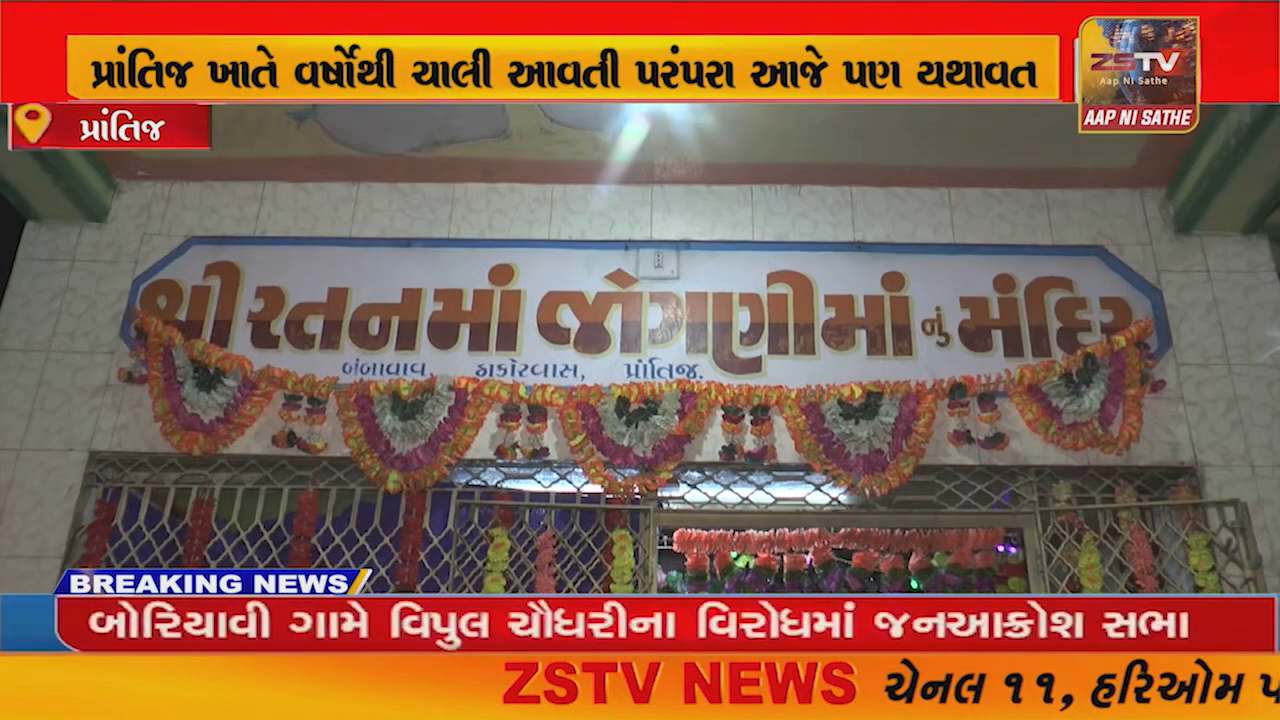 પ્રાંતિજ ખાતે વર્ષોથી ચાલી આવતી પરંપરા આજે પણ યથાવત
ZSTV
Aap Ni Sathe
AAP NI SATHE
પ્રાંતિજ
શ્રી રતનમાં જોગણીમાં નું મંદિર
બંબાવાવ, ઠાકોરવાસ, પ્રાંતિજ.
BREAKING NEWS
બોરિયાવી ગામે વિપુલ ચૌધરીના વિરોધમાં જનઆક્રોશ સભા
ZSTV NEWS ચેનલ ૧૧, હરિઓમ